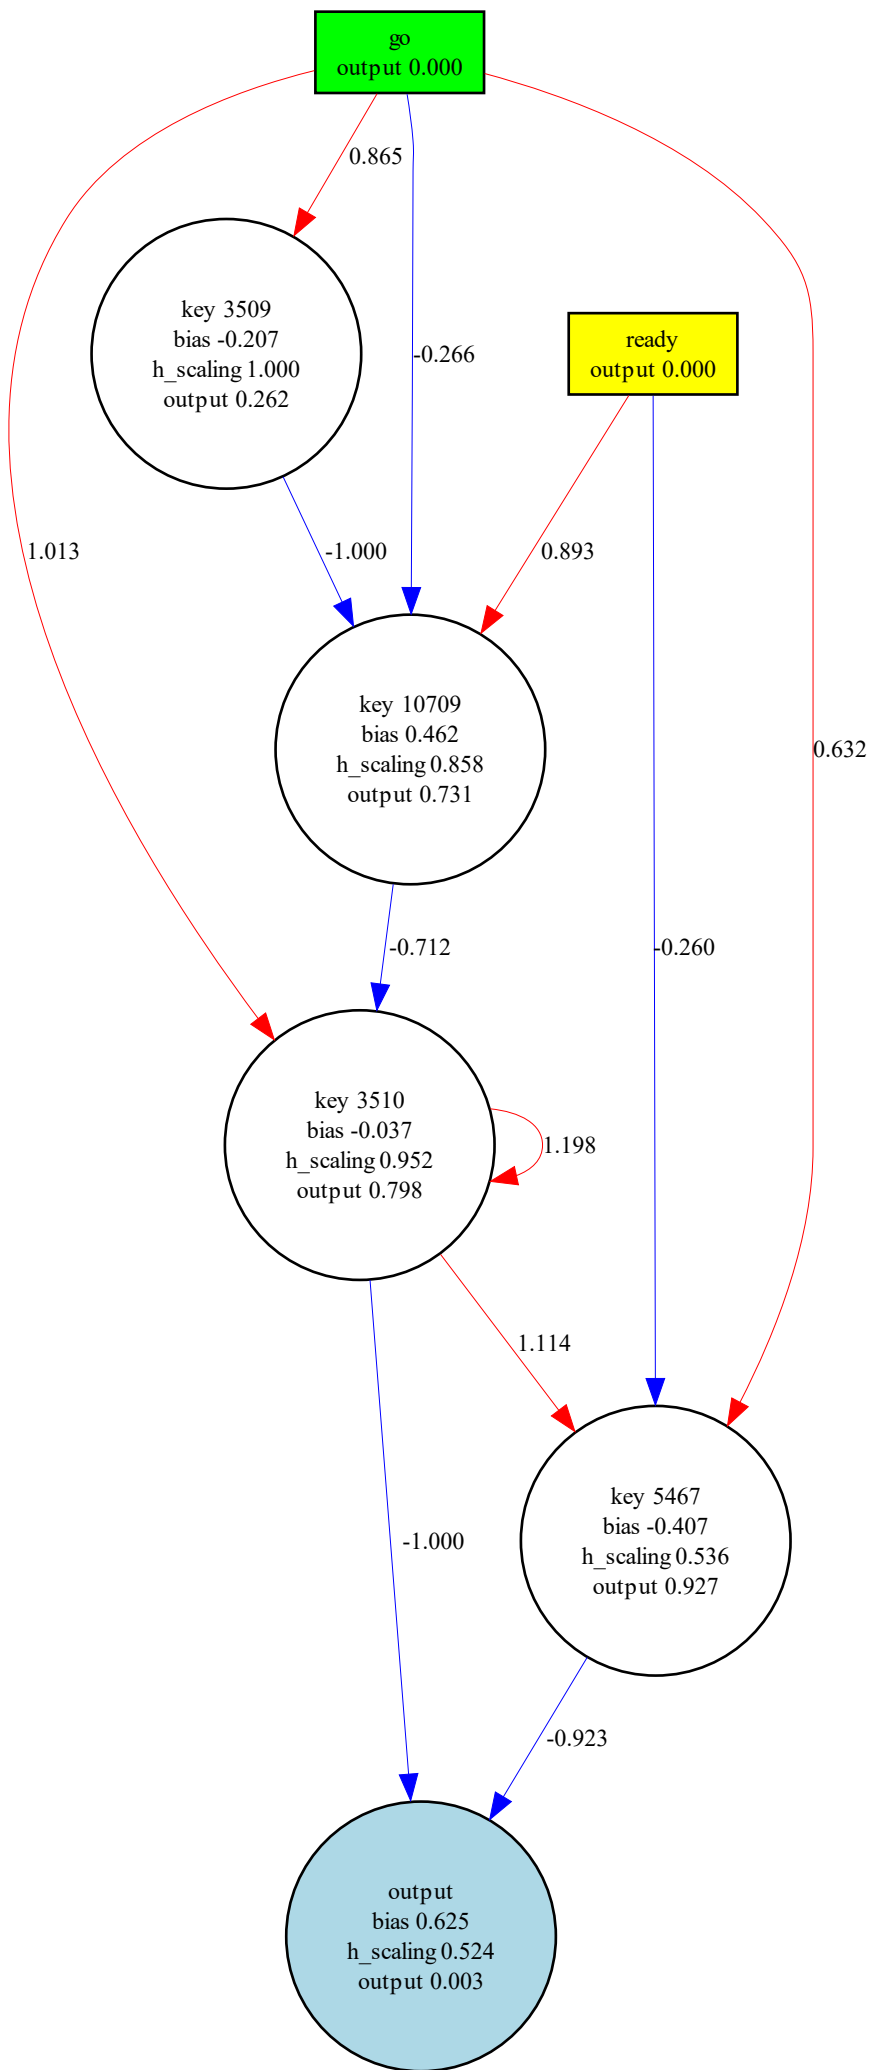 go
output 0.000
0.865
key 3509
bias -0.207
h_scaling 1.000
output 0.262
-0.266
ready
output 0.000
1.013
-1.000
0.893
key 10709
bias 0.462
h_scaling 0.858
output 0.731
0.632
-0.712
-0.260
key 3510
bias -0.037
h_scaling 0.952
output 0.798
1.198
1.114
key 5467
bias -0.407
h_scaling 0.536
output 0.927
-1.000
-0.923
output
bias 0.625
h_scaling 0.524
output 0.003